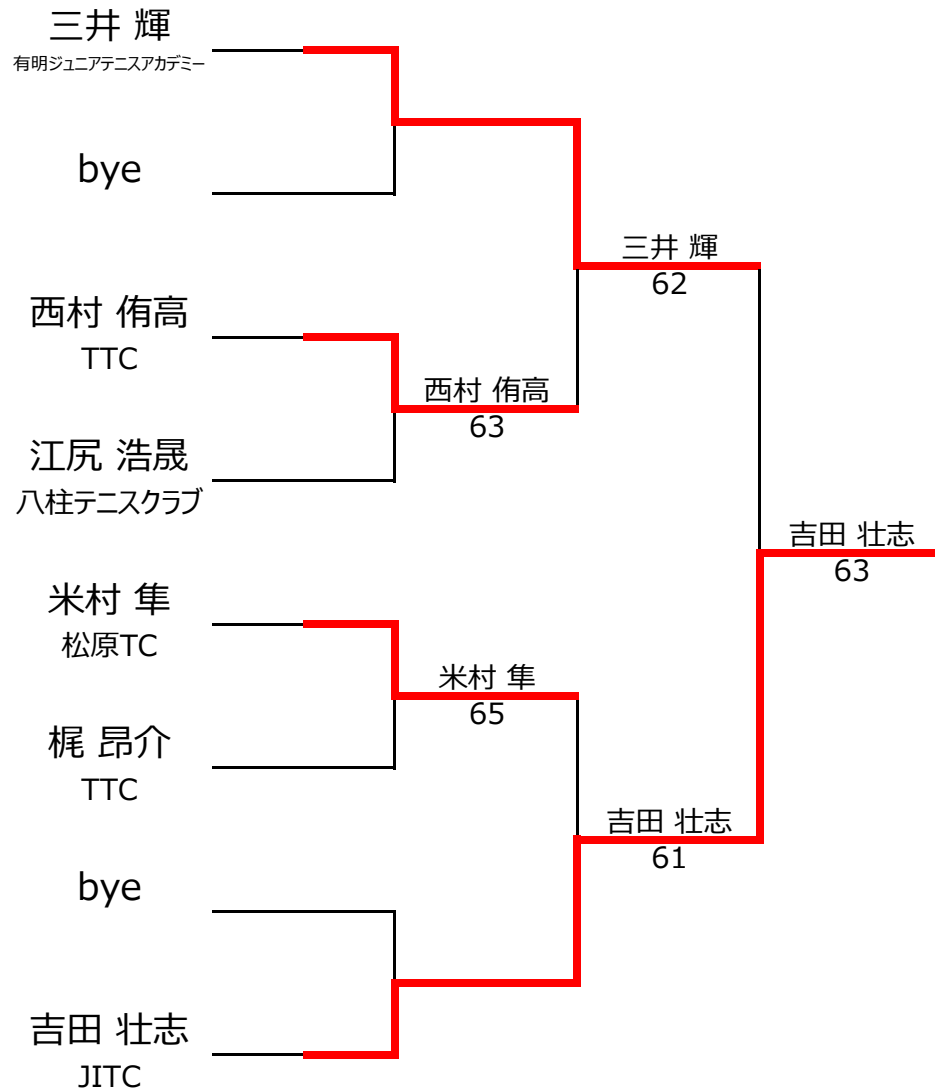 三井 輝
有明ジュニアテニスアカデミー
bye
三井 輝
62
西村 侑高
TTC
西村 侑高
63
江尻 浩晟
八柱テニスクラブ
吉田 壮志
63
米村 隼
松原TC
米村 隼
65
梶 昂介
TTC
吉田 壮志
61
bye
吉田 壮志
JITC